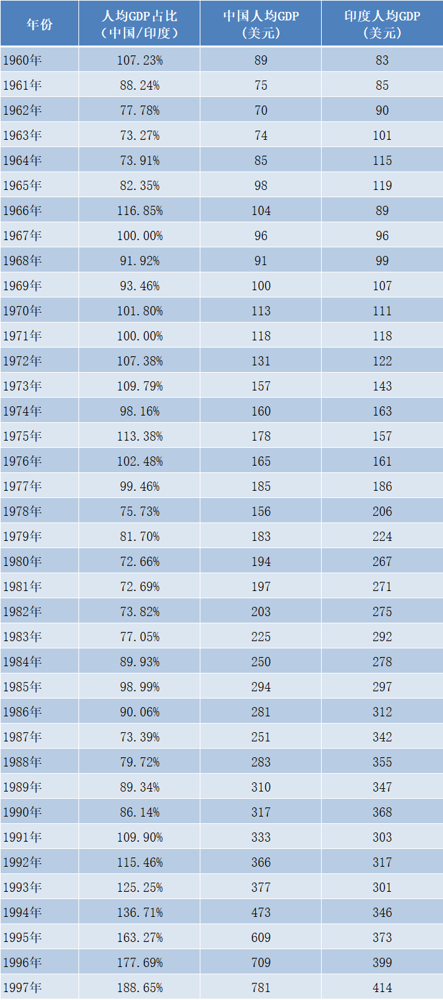 年份 人均GDP占比（中国/印度） 中国人均GDP（美元） 印度人均GDP（美元）
1960年 107.23% 89 83
1961年 88.24% 75 85
1962年 77.78% 70 90
1963年 73.27% 74 101
1964年 73.91% 85 115
1965年 82.35% 98 119
1966年 116.85% 104 89
1967年 100.00% 96 96
1968年 91.92% 91 99
1969年 93.46% 100 107
1970年 101.80% 113 111
1971年 100.00% 118 118
1972年 107.38% 131 122
1973年 109.79% 157 143
1974年 98.16% 160 163
1975年 113.38% 178 157
1976年 102.48% 165 161
1977年 99.46% 185 186
1978年 75.73% 156 206
1979年 81.70% 183 224
1980年 72.66% 194 267
1981年 72.69% 197 271
1982年 73.82% 203 275
1983年 77.05% 225 292
1984年 89.93% 250 278
1985年 98.99% 294 297
1986年 90.06% 281 312
1987年 73.39% 251 342
1988年 79.72% 283 355
1989年 89.34% 310 347
1990年 86.14% 317 368
1991年 109.90% 333 303
1992年 115.46% 366 317
1993年 125.25% 377 301
1994年 136.71% 473 346
1995年 163.27% 609 373
1996年 177.69% 709 399
1997年 188.65% 781 414